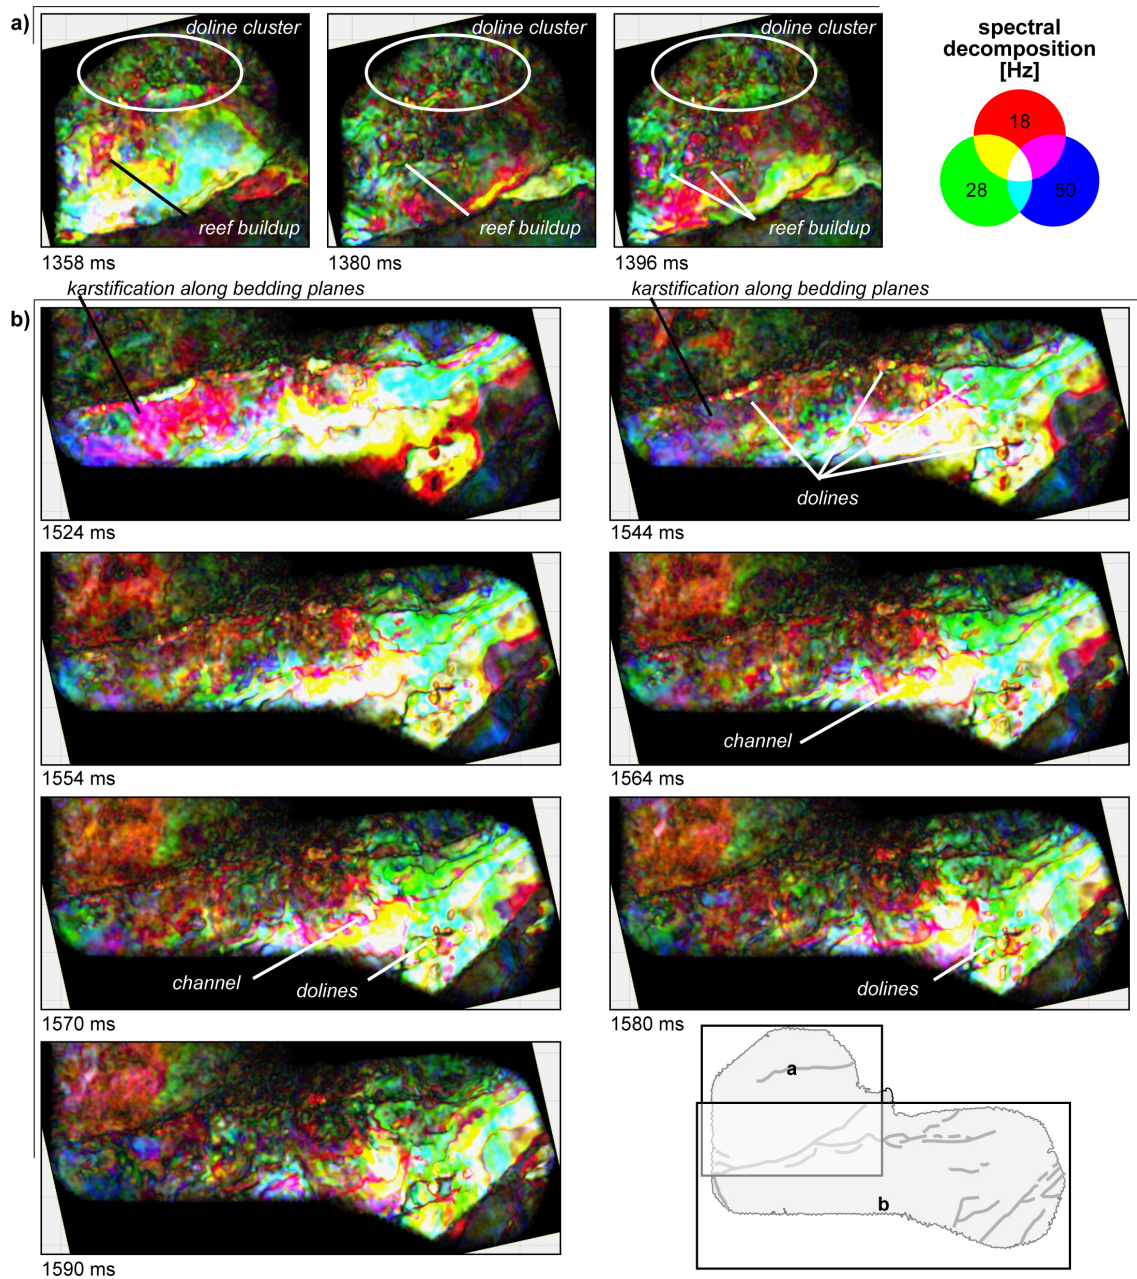 a)
doline cluster
doline cluster
doline cluster
reef buildup
reef buildup
reef buildup
1358 ms
1380 ms
1396 ms
spectral
decomposition
[Hz]
18
28
50
b)
karstification along bedding planes
karstification along bedding planes
dolines
1524 ms
1544 ms
channel
1554 ms
1564 ms
channel
dolines
dolines
1570 ms
1580 ms
a
b
1590 ms